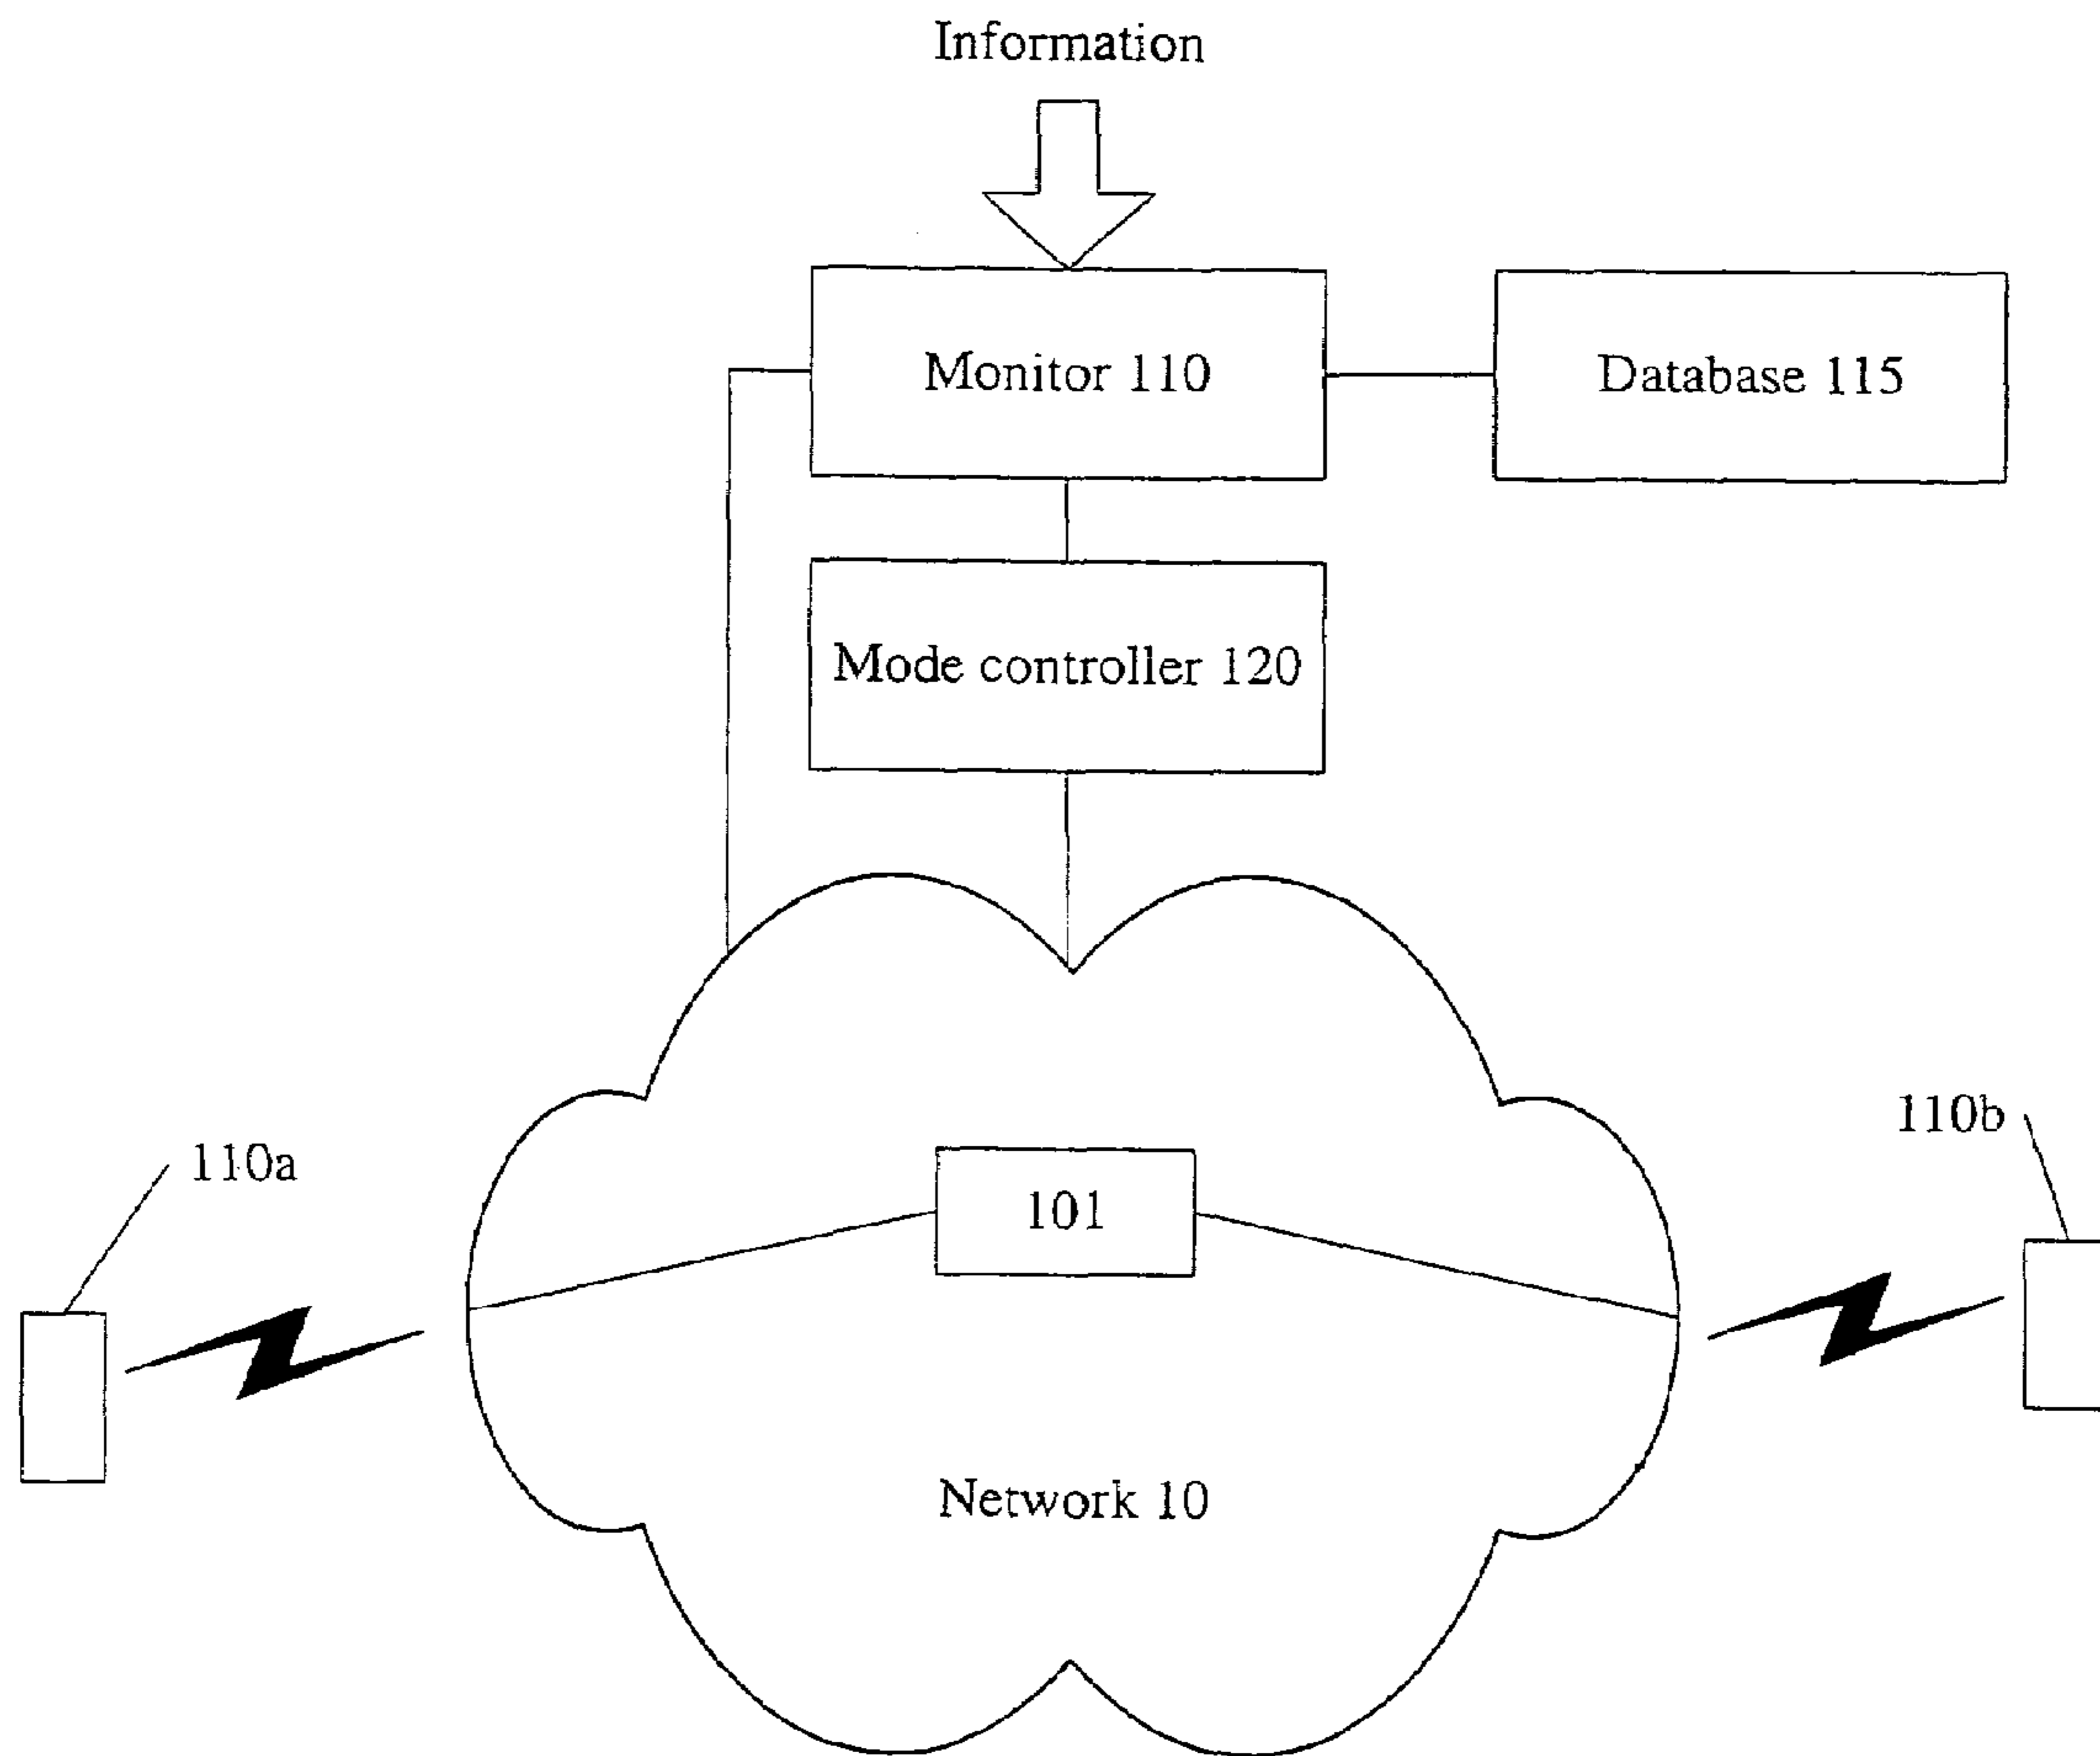 Information
Monitor 110
Database 115
Mode controller 120
110a
110b
101
Network 10